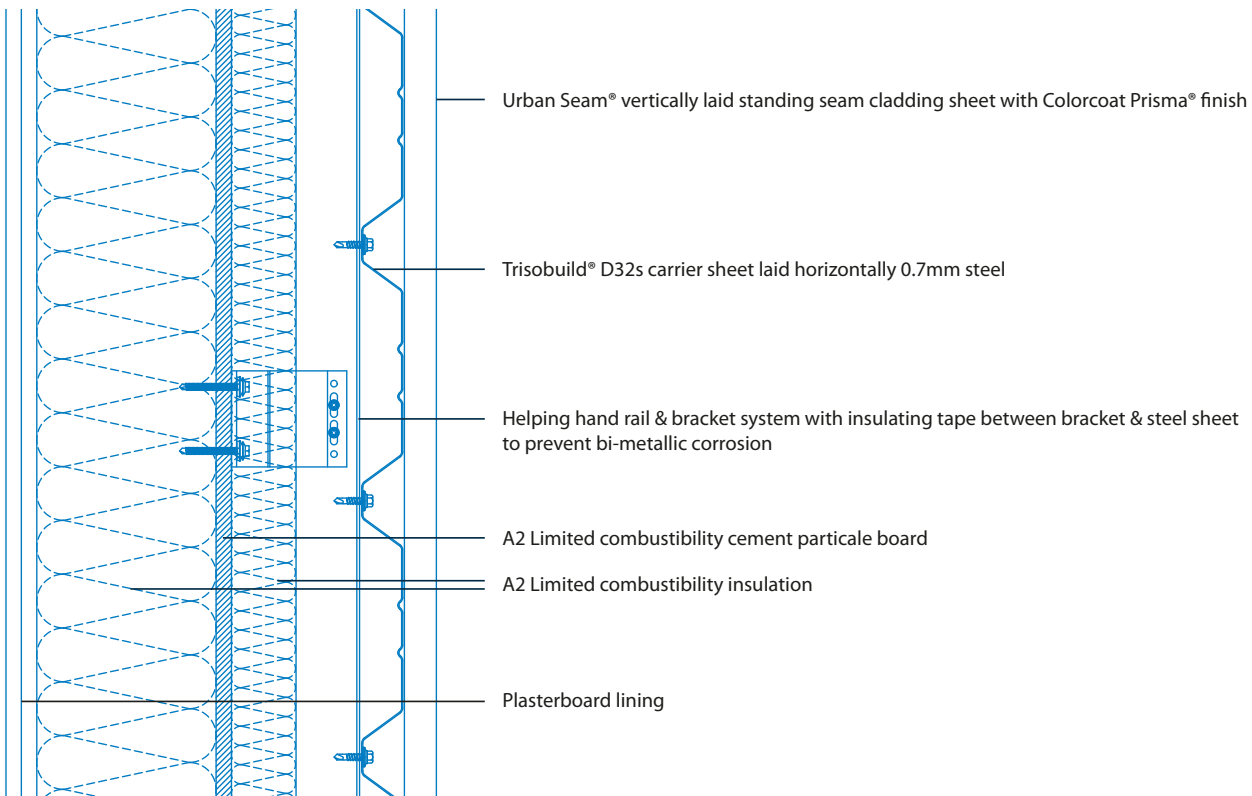 Urban Seam® vertically laid standing seam cladding sheet with Colorcoat Prisma® finish
Trisobuild® D32s carrier sheet laid horizontally 0.7mm steel
Helping hand rail & bracket system with insulating tape between bracket & steel sheet
to prevent bi-metallic corrosion
A2 Limited combustibility cement particale board
A2 Limited combustibility insulation
Plasterboard lining